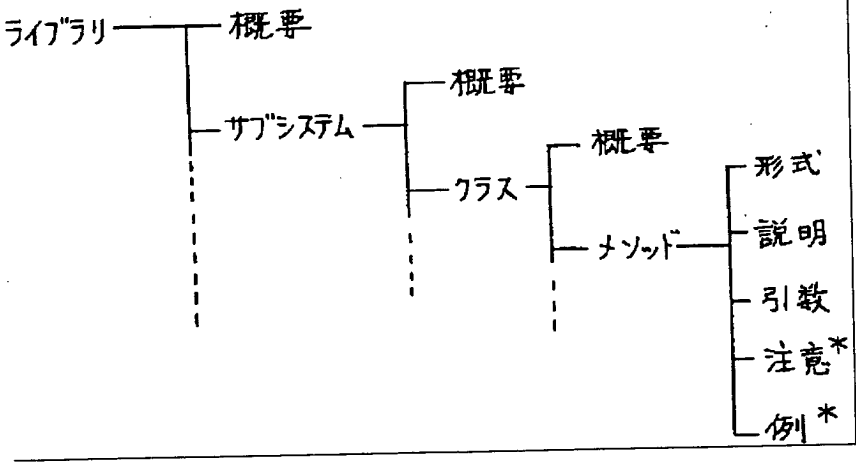 ライブラリ 概要
概要
サブシステム
概要
クラス
形式
メソッド
説明
引数
注意*
例*